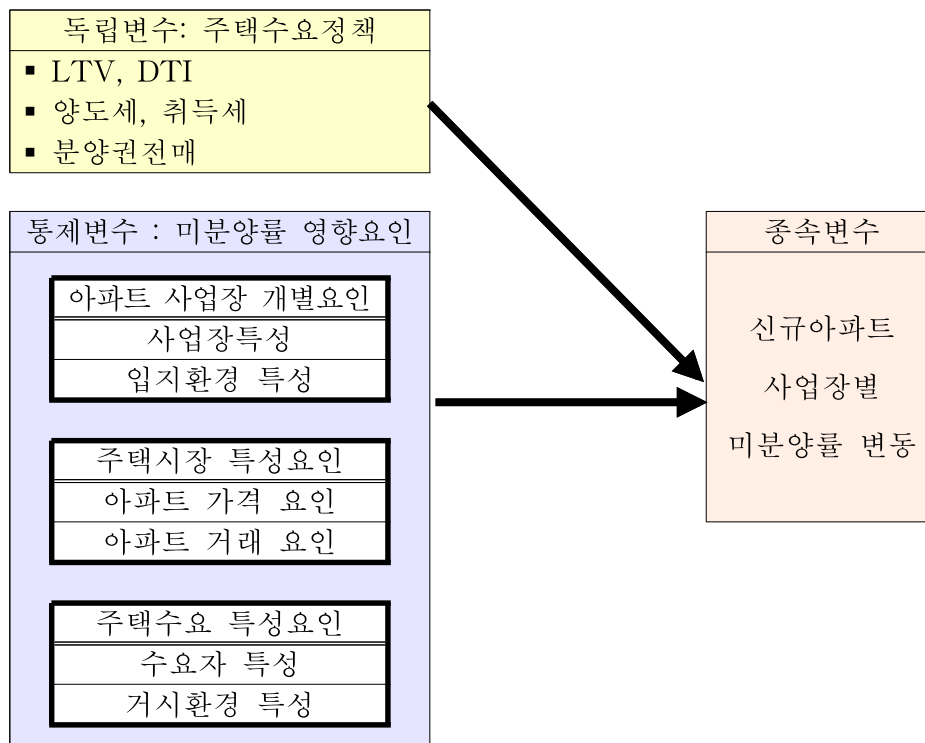 독립변수: 주택수요정책
▪ LTV, DTI
▪ 양도세, 취득세
▪ 분양권전매
통제변수 : 미분양률 영향요인
아파트 사업장 개별요인
사업장특성
입지환경 특성
주택시장 특성요인
아파트 가격 요인
아파트 거래 요인
주택수요 특성요인
수요자 특성
거시환경 특성
종속변수
신규아파트
사업장별
미분양률 변동